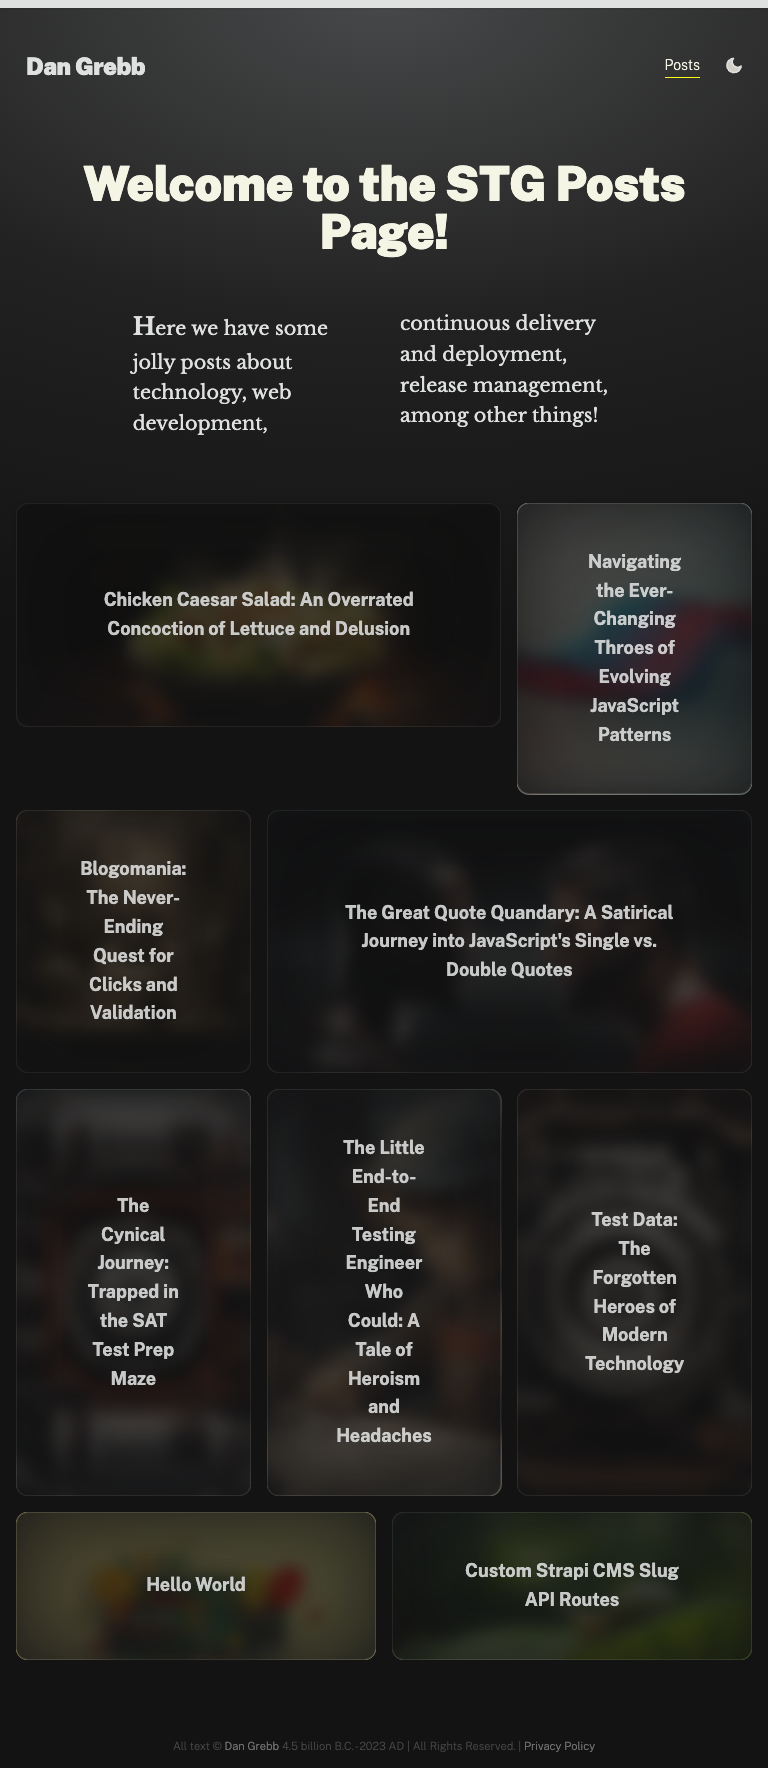 Dan Grebb
Posts
Welcome to the STG Posts
Page!
Here we have some
jolly posts about
technology, web
development,
continuous delivery
and deployment,
release management,
among other things!
Chicken Caesar Salad: An Overrated
Concoction of Lettuce and Delusion
Navigating
the Ever-
Changing
Throes of
Evolving
JavaScript
Patterns
Blogomania:
The Never-
Ending
Quest for
Clicks and
Validation
The Great Quote Quandary: A Satirical
Journey into JavaScript's Single vs.
Double Quotes
The
Cynical
Journey:
Trapped in
the SAT
Test Prep
Maze
The Little
End-to-
End
Testing
Engineer
Who
Could: A
Tale of
Heroism
and
Headaches
Test Data:
The
Forgotten
Heroes of
Modern
Technology
Hello World
Custom Strapi CMS Slug
API Routes
All text © Dan Grebb 4.5 billion B.C.-2023 AD | All Rights Reserved. | Privacy Policy